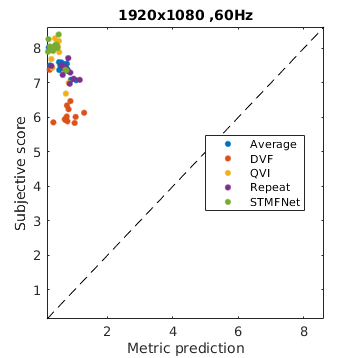 1920x1080 ,60Hz
Subjective score
8
7
6
5
4
3
2
1
Average
DVF
QVI
Repeat
STMFNet
2 4 6 8
Metric prediction